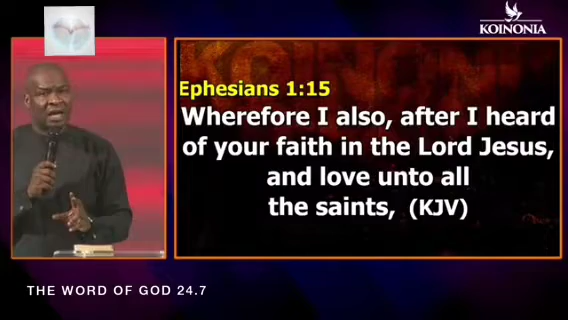 KOINONIA
Ephesians 1:15
Wherefore I also, after I heard
of your faith in the Lord Jesus,
and love unto all
the saints, (KJV)
THE WORD OF GOD 24.7